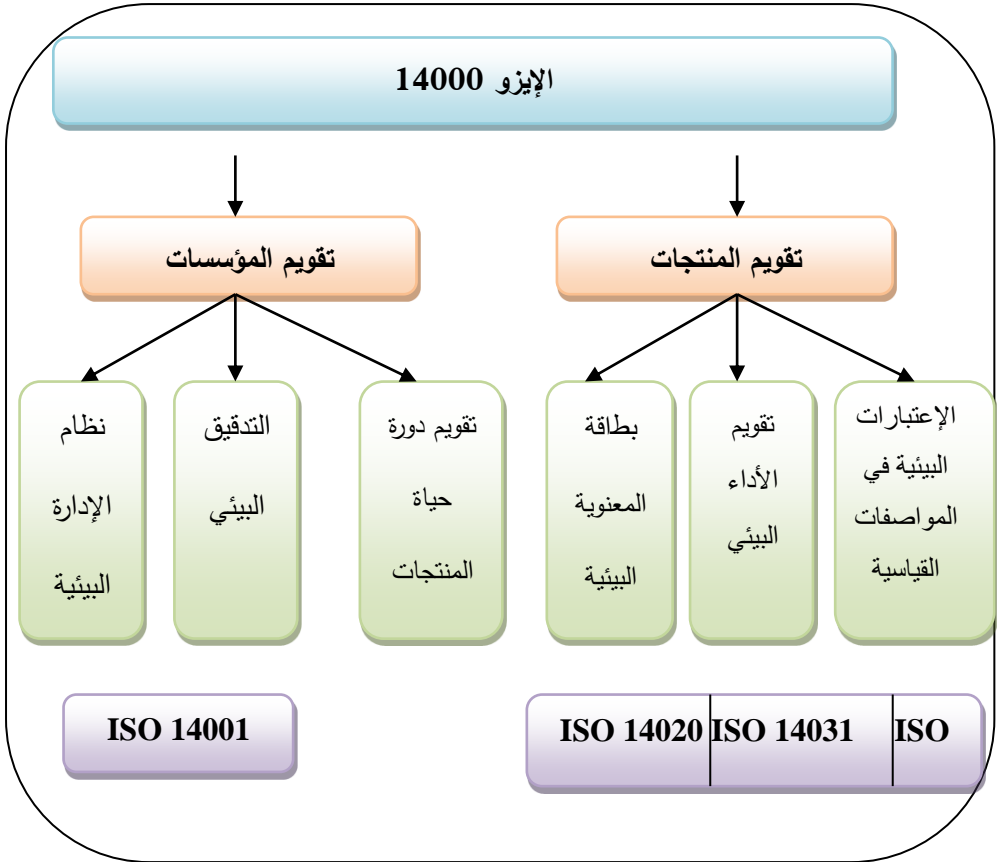 الإيزو 14000
تقويم المنتجات
تقويم المؤسسات
الإعتبارات
البيئية في
المواصفات
القياسية
تقويم
الأداء
البيئي
بطاقة
المعنوية
البيئية
تقويم دورة
حياة
المنتجات
التدقيق
البيئي
نظام
الإدارة
البيئية
ISO 14020
ISO 14031
ISO
ISO 14001